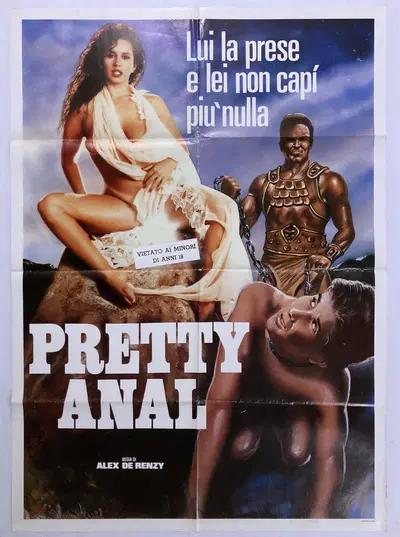 Lui la prese
e lei non capí
piu`nulla
VIETATO AI MINORI
DI ANNI 18
PRETTY
ANAL
REGIA DI
ALEX DE RENZY